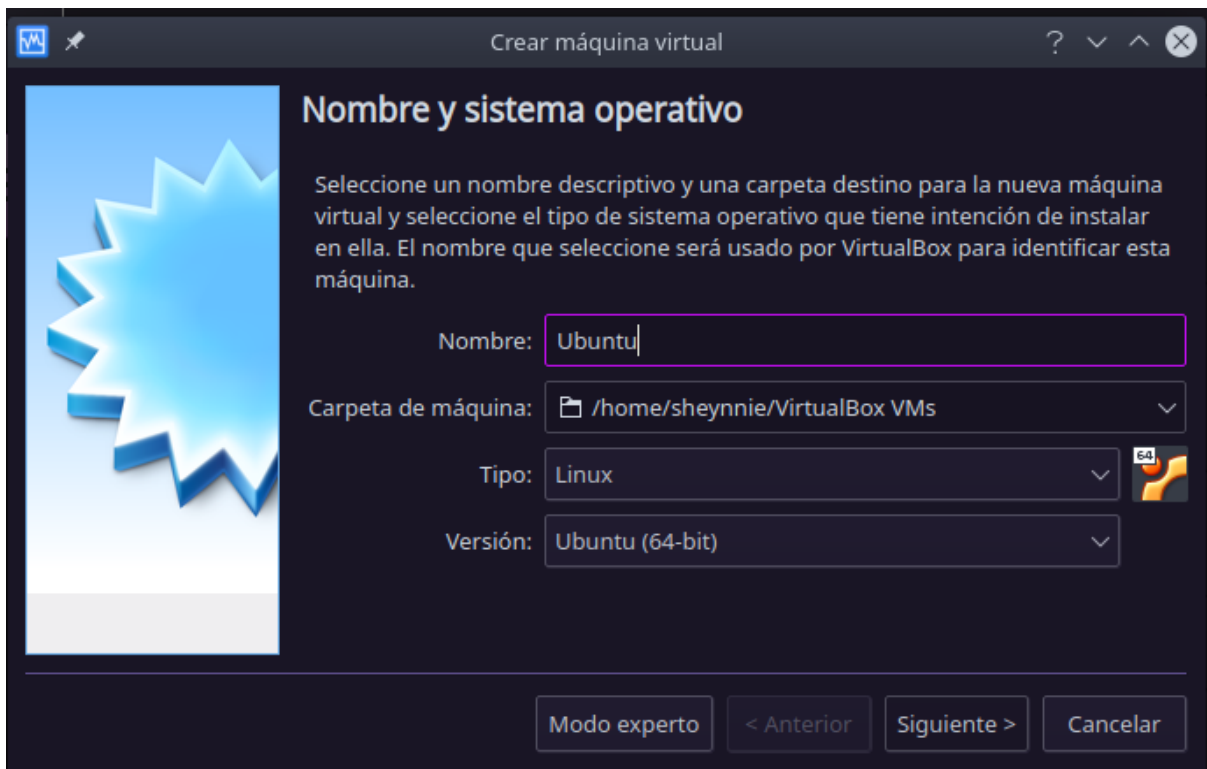 Crear máquina virtual
Nombre y sistema operativo
Seleccione un nombre descriptivo y una carpeta destino para la nueva máquina
virtual y seleccione el tipo de sistema operativo que tiene intención de instalar
en ella. El nombre que seleccione será usado por VirtualBox para identificar esta
máquina.
Nombre: Ubuntu
Carpeta de máquina: /home/sheynnie/VirtualBox VMs
Tipo: Linux
64
Versión: Ubuntu (64-bit)
Modo experto < Anterior Siguiente > Cancelar